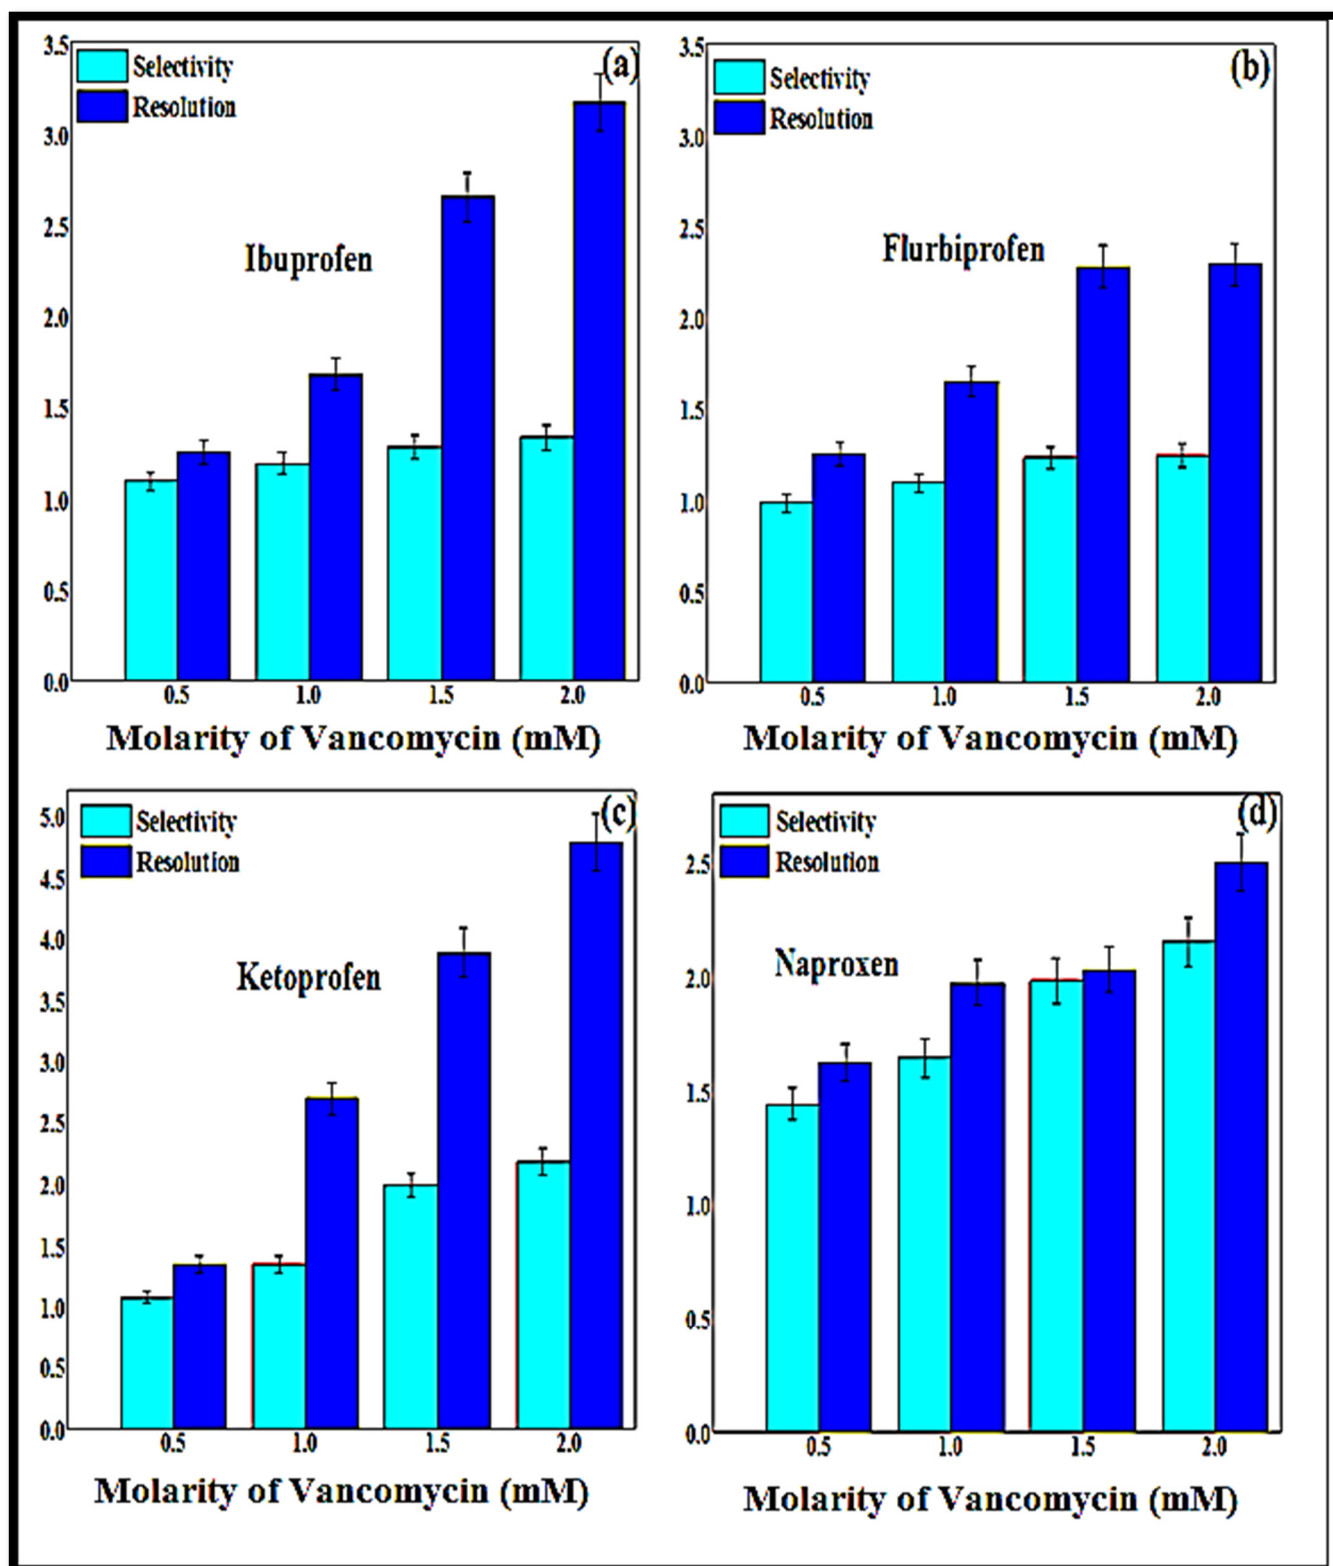 (a)
Selectivity
Resolution
Ibuprofen
3.5
3.0
2.5
2.0
1.5
1.0
0.5
0.0
0.5 1.0 1.5 2.0
Molarity of Vancomycin (mM)
(b)
Selectivity
Resolution
Flurbiprofen
3.5
3.0
2.5
2.0
1.5
1.0
0.5
0.0
0.5 1.0 1.5 2.0
Molarity of Vancomycin (mM)
(c)
Selectivity
Resolution
Ketoprofen
5.0
4.5
4.0
3.5
3.0
2.5
2.0
1.5
1.0
0.5
0.0
0.5 1.0 1.5 2.0
Molarity of Vancomycin (mM)
(d)
Selectivity
Resolution
Naproxen
2.5
2.0
1.5
1.0
0.5
0.0
0.5 1.0 1.5 2.0
Molarity of Vancomycin (mM)